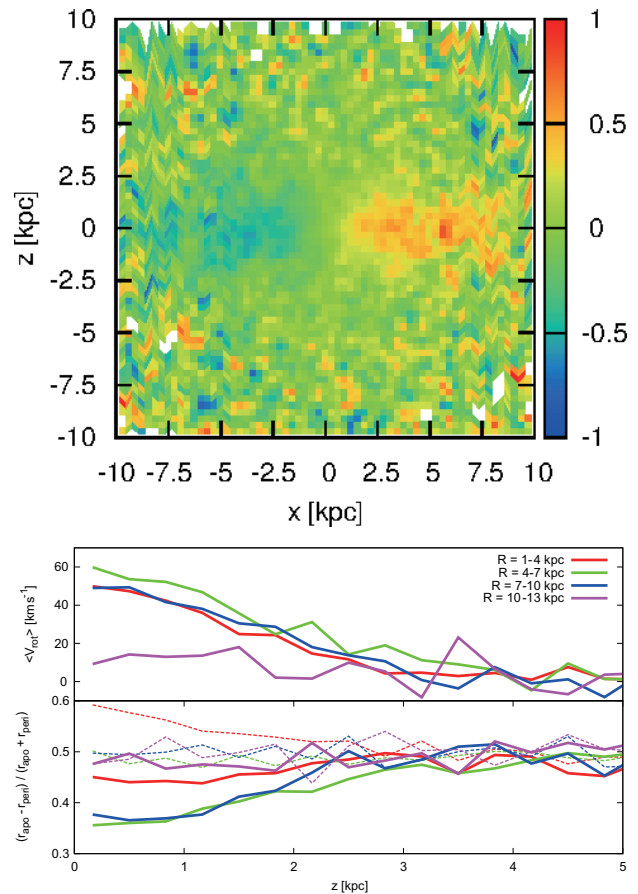 10
7.5
5
2.5
0
-2.5
-5
-7.5
-10
z [kpc]
-10 -7.5 -5 -2.5 0 2.5 5 7.5 10
x [kpc]
1
0.5
0
-0.5
-1
60
40
20
0
<V_rot> [kms^-1]
R = 1-4 kpc
R = 4-7 kpc
R = 7-10 kpc
R = 10-13 kpc
0.6
0.5
0.4
0.3
(r_apo - r_peri) / (r_apo + r_peri)
0 1 2 3 4 5
z [kpc]